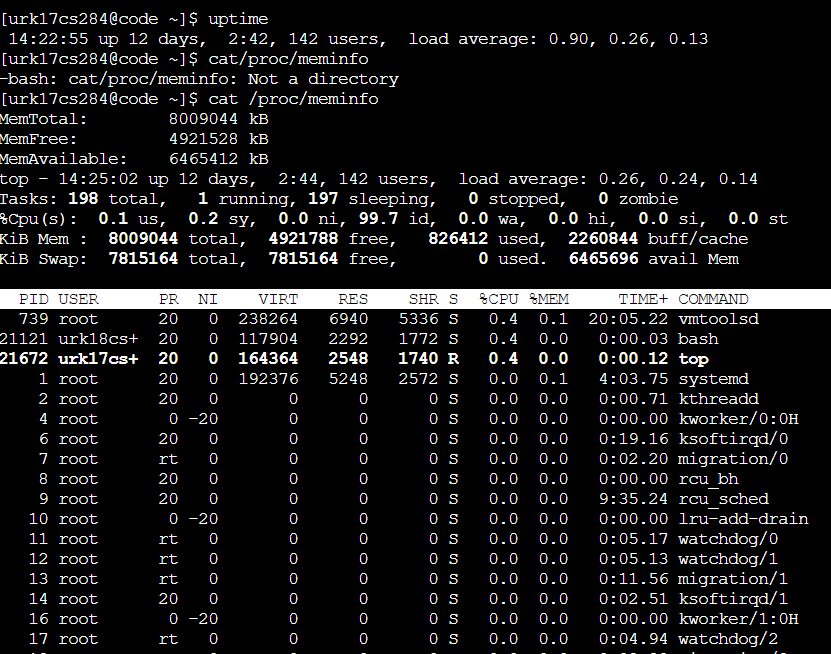 [urk17cs284@code ~]$ uptime
 14:22:55 up 12 days,  2:42, 142 users,  load average: 0.90, 0.26, 0.13
[urk17cs284@code ~]$ cat/proc/meminfo
-bash: cat/proc/meminfo: Not a directory
[urk17cs284@code ~]$ cat /proc/meminfo
MemTotal:        8009044 kB
MemFree:         4921528 kB
MemAvailable:    6465412 kB
top - 14:25:02 up 12 days,  2:44, 142 users,  load average: 0.26, 0.24, 0.14
Tasks: 198 total,   1 running, 197 sleeping,   0 stopped,   0 zombie
%Cpu(s):  0.1 us,  0.2 sy,  0.0 ni, 99.7 id,  0.0 wa,  0.0 hi,  0.0 si,  0.0 st
KiB Mem :  8009044 total,  4921788 free,   826412 used,  2260844 buff/cache
KiB Swap:  7815164 total,  7815164 free,        0 used.  6465696 avail Mem
  PID USER      PR  NI    VIRT    RES    SHR S  %CPU %MEM     TIME+ COMMAND
  739 root      20   0  238264   6940   5336 S   0.4  0.1  20:05.22 vmtoolsd
21121 urk18cs+  20   0  117904   2292   1772 S   0.4  0.0   0:00.03 bash
21672 urk17cs+  20   0  164364   2548   1740 R   0.4  0.0   0:00.12 top
    1 root      20   0  192376   5248   2572 S   0.0  0.1   4:03.75 systemd
    2 root      20   0       0      0      0 S   0.0  0.0   0:00.71 kthreadd
    4 root       0 -20       0      0      0 S   0.0  0.0   0:00.00 kworker/0:0H
    6 root      20   0       0      0      0 S   0.0  0.0   0:19.16 ksoftirqd/0
    7 root      rt   0       0      0      0 S   0.0  0.0   0:02.20 migration/0
    8 root      20   0       0      0      0 S   0.0  0.0   0:00.00 rcu_bh
    9 root      20   0       0      0      0 S   0.0  0.0   9:35.24 rcu_sched
   10 root       0 -20       0      0      0 S   0.0  0.0   0:00.00 lru-add-drain
   11 root      rt   0       0      0      0 S   0.0  0.0   0:05.17 watchdog/0
   12 root      rt   0       0      0      0 S   0.0  0.0   0:05.13 watchdog/1
   13 root      rt   0       0      0      0 S   0.0  0.0   0:11.56 migration/1
   14 root      20   0       0      0      0 S   0.0  0.0   0:02.51 ksoftirqd/1
   16 root       0 -20       0      0      0 S   0.0  0.0   0:00.00 kworker/1:0H
   17 root      rt   0       0      0      0 S   0.0  0.0   0:04.94 watchdog/2